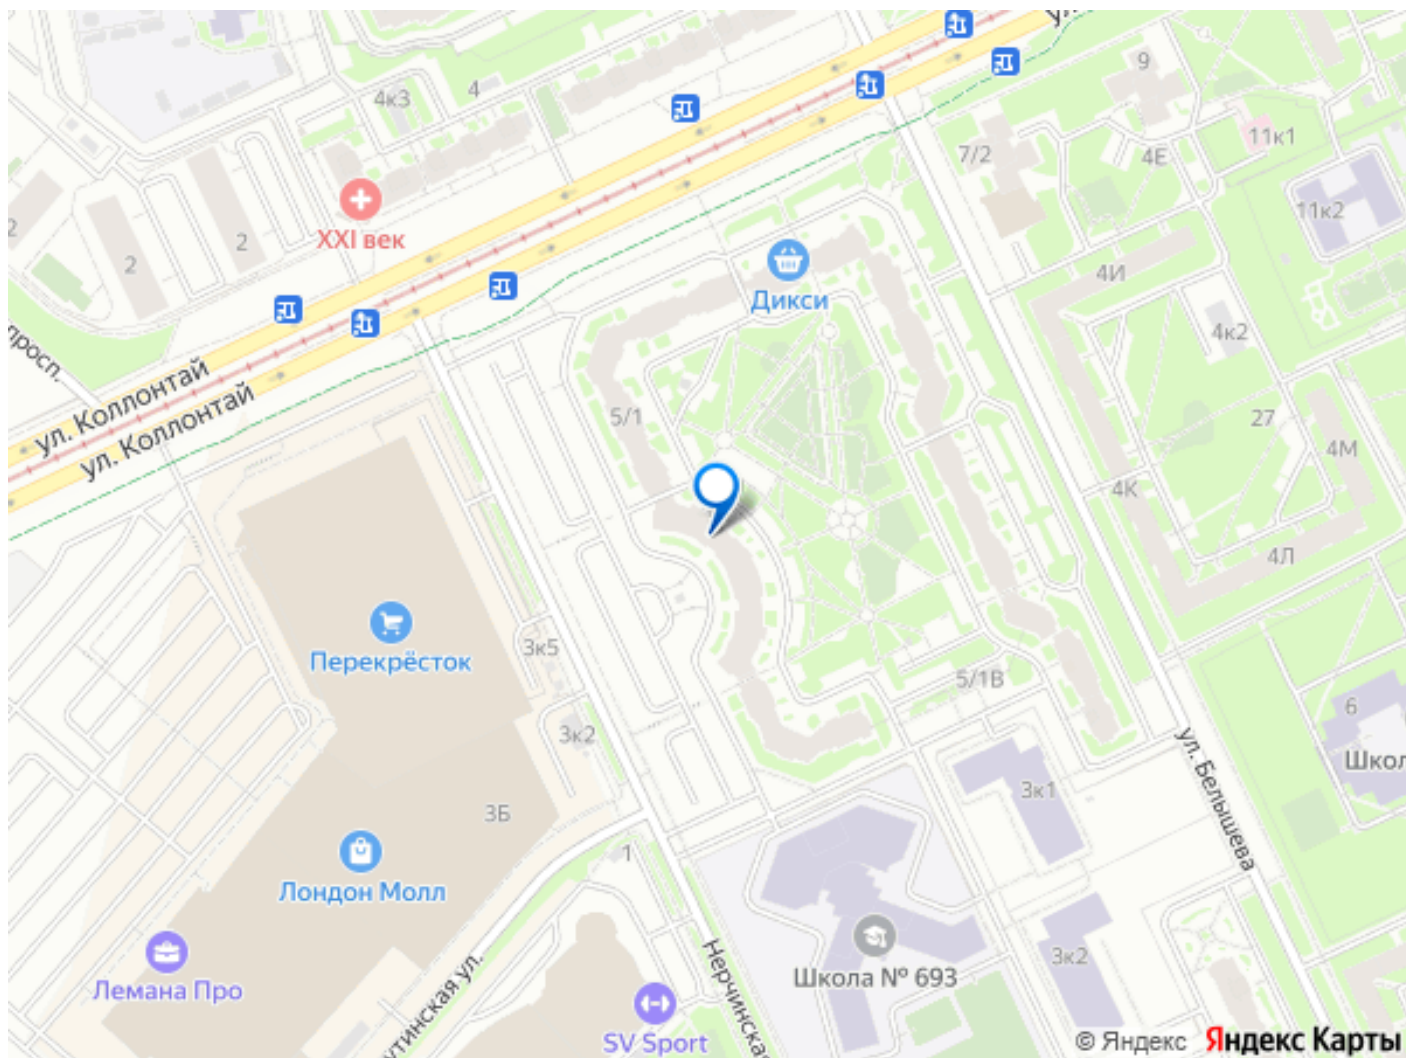 ул.
4к3
4
9
7/2
4Е
11к1
11к2
XXI век
2
2
2
4И
Дикси
4к2
просп.
ул. Коллонтай
ул. Коллонтай
5/1
27
4М
4К
4Л
Перекрёсток
3к5
5/1В
6
3к2
Школ
3к1
ул. Белышева
3Б
Лондон Молл
1
Лемана Про
утинская ул.
Нерчинская
Школа № 693
3к2
SV Sport
© Яндекс Яндекс Карты